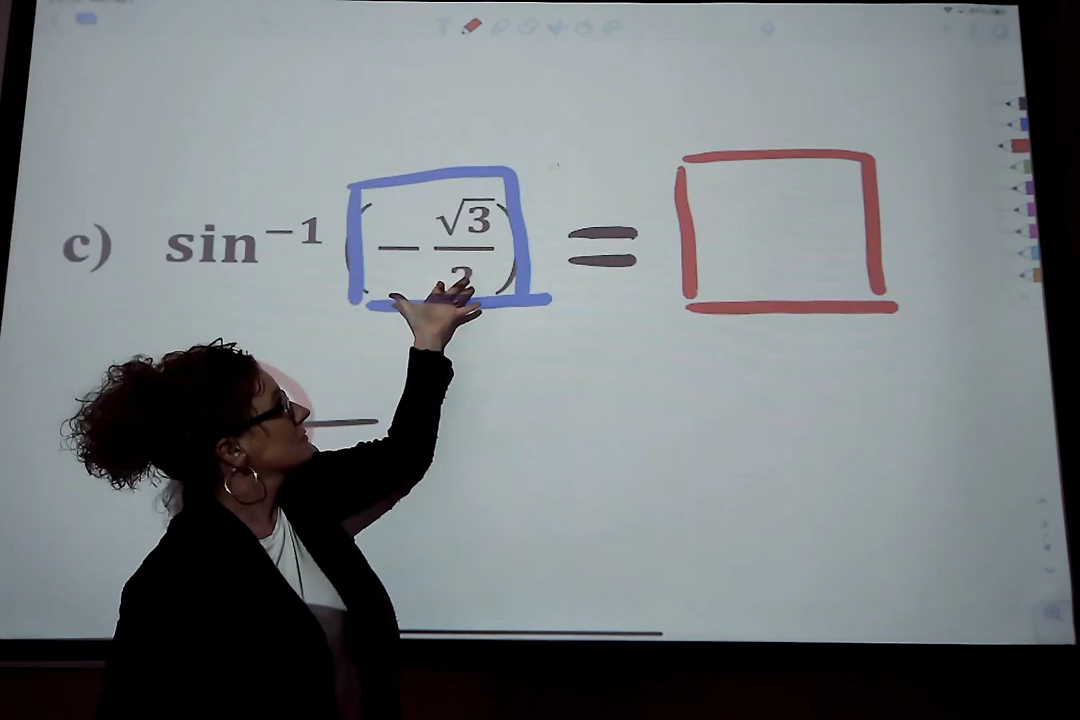 c) sin⁻¹ (−√3/2) =